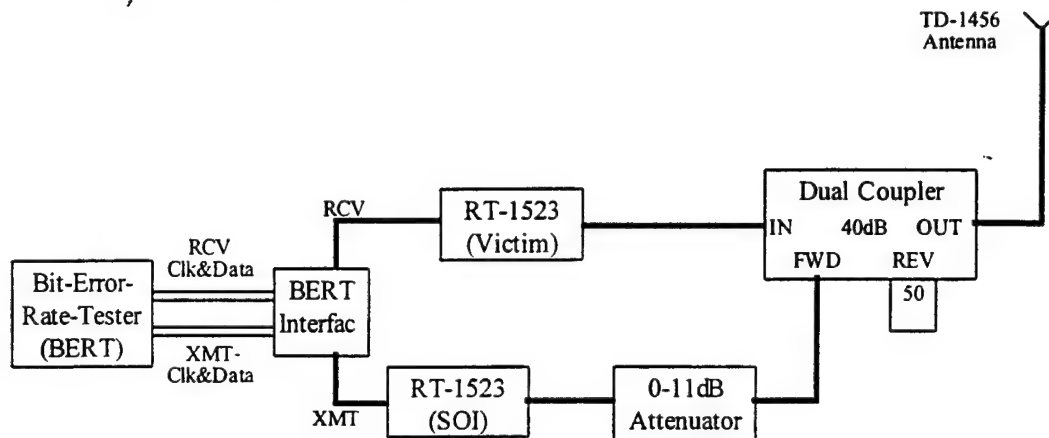 TD-1456
Antenna
Dual Coupler
IN 40dB OUT
FWD REV
50
RCV
RT-1523
(Victim)
RCV
Clk&Data
Bit-Error-
Rate-Tester
(BERT)
BERT
Interfac
XMT-
Clk&Data
XMT
RT-1523
(SOI)
0-11dB
Attenuator